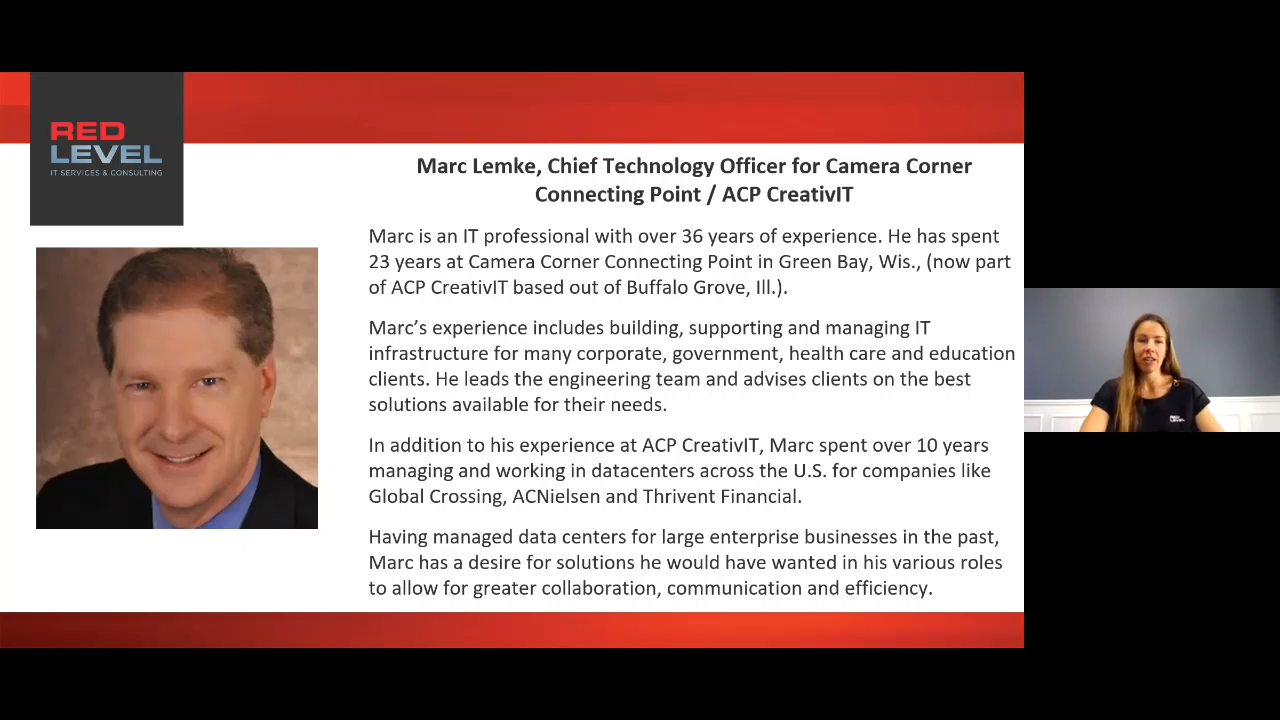 RED
LEVEL
IT SERVICES & CONSULTING
Marc Lemke, Chief Technology Officer for Camera Corner
Connecting Point / ACP CreativIT
Marc is an IT professional with over 36 years of experience. He has spent
23 years at Camera Corner Connecting Point in Green Bay, Wis., (now part
of ACP CreativIT based out of Buffalo Grove, Ill.).
Marc’s experience includes building, supporting and managing IT
infrastructure for many corporate, government, health care and education
clients. He leads the engineering team and advises clients on the best
solutions available for their needs.
In addition to his experience at ACP CreativIT, Marc spent over 10 years
managing and working in datacenters across the U.S. for companies like
Global Crossing, ACNielsen and Thrivent Financial.
Having managed data centers for large enterprise businesses in the past,
Marc has a desire for solutions he would have wanted in his various roles
to allow for greater collaboration, communication and efficiency.
RED
LEVEL